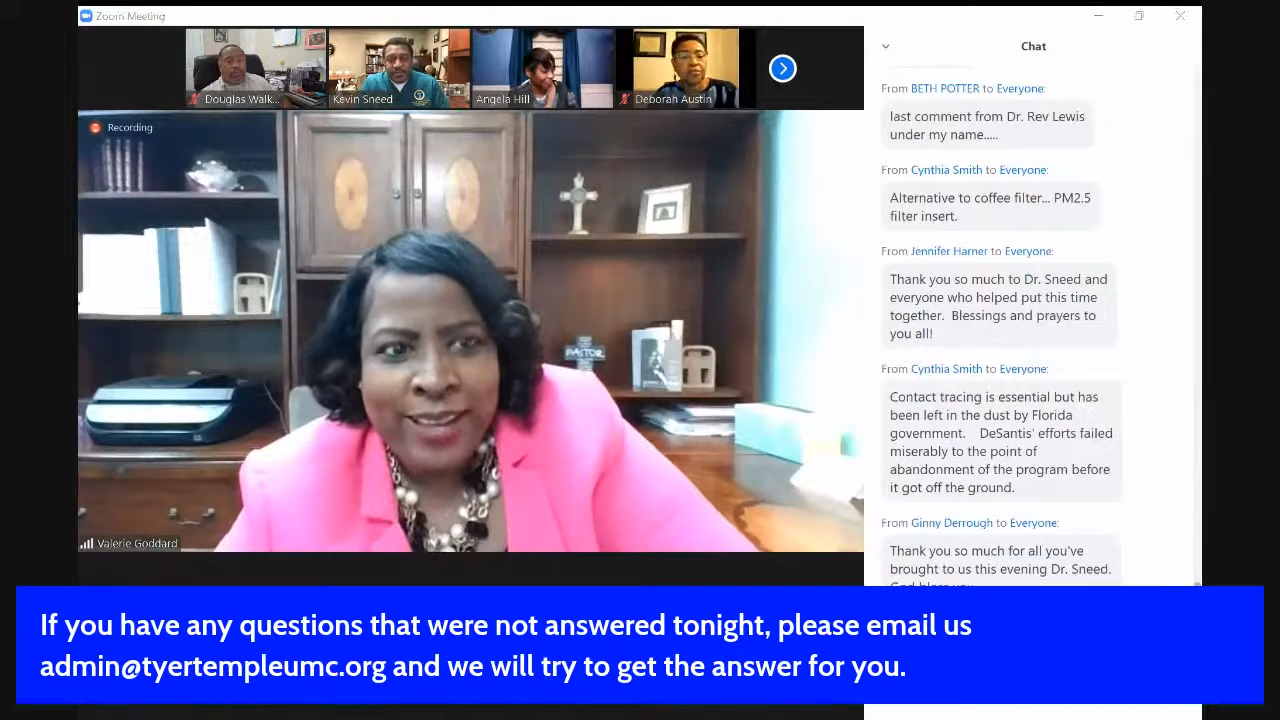 Zoom Meeting
Douglas Walk...
Kevin Sneed
Angela Hill
Deborah Austin
Recording
PASTOR
Valerie Goddard
Chat
From BETH POTTER to Everyone:
last comment from Dr. Rev Lewis
under my name.....
From Cynthia Smith to Everyone:
Alternative to coffee filter... PM2.5
filter insert.
From Jennifer Harner to Everyone:
Thank you so much to Dr. Sneed and
everyone who helped put this time
together.  Blessings and prayers to
you all!
From Cynthia Smith to Everyone:
Contact tracing is essential but has
been left in the dust by Florida
government.    DeSantis' efforts failed
miserably to the point of
abandonment of the program before
it got off the ground.
From Ginny Derrough to Everyone:
Thank you so much for all you've
brought to us this evening Dr. Sneed.
God bless you
If you have any questions that were not answered tonight, please email us
admin@tyertempleumc.org and we will try to get the answer for you.